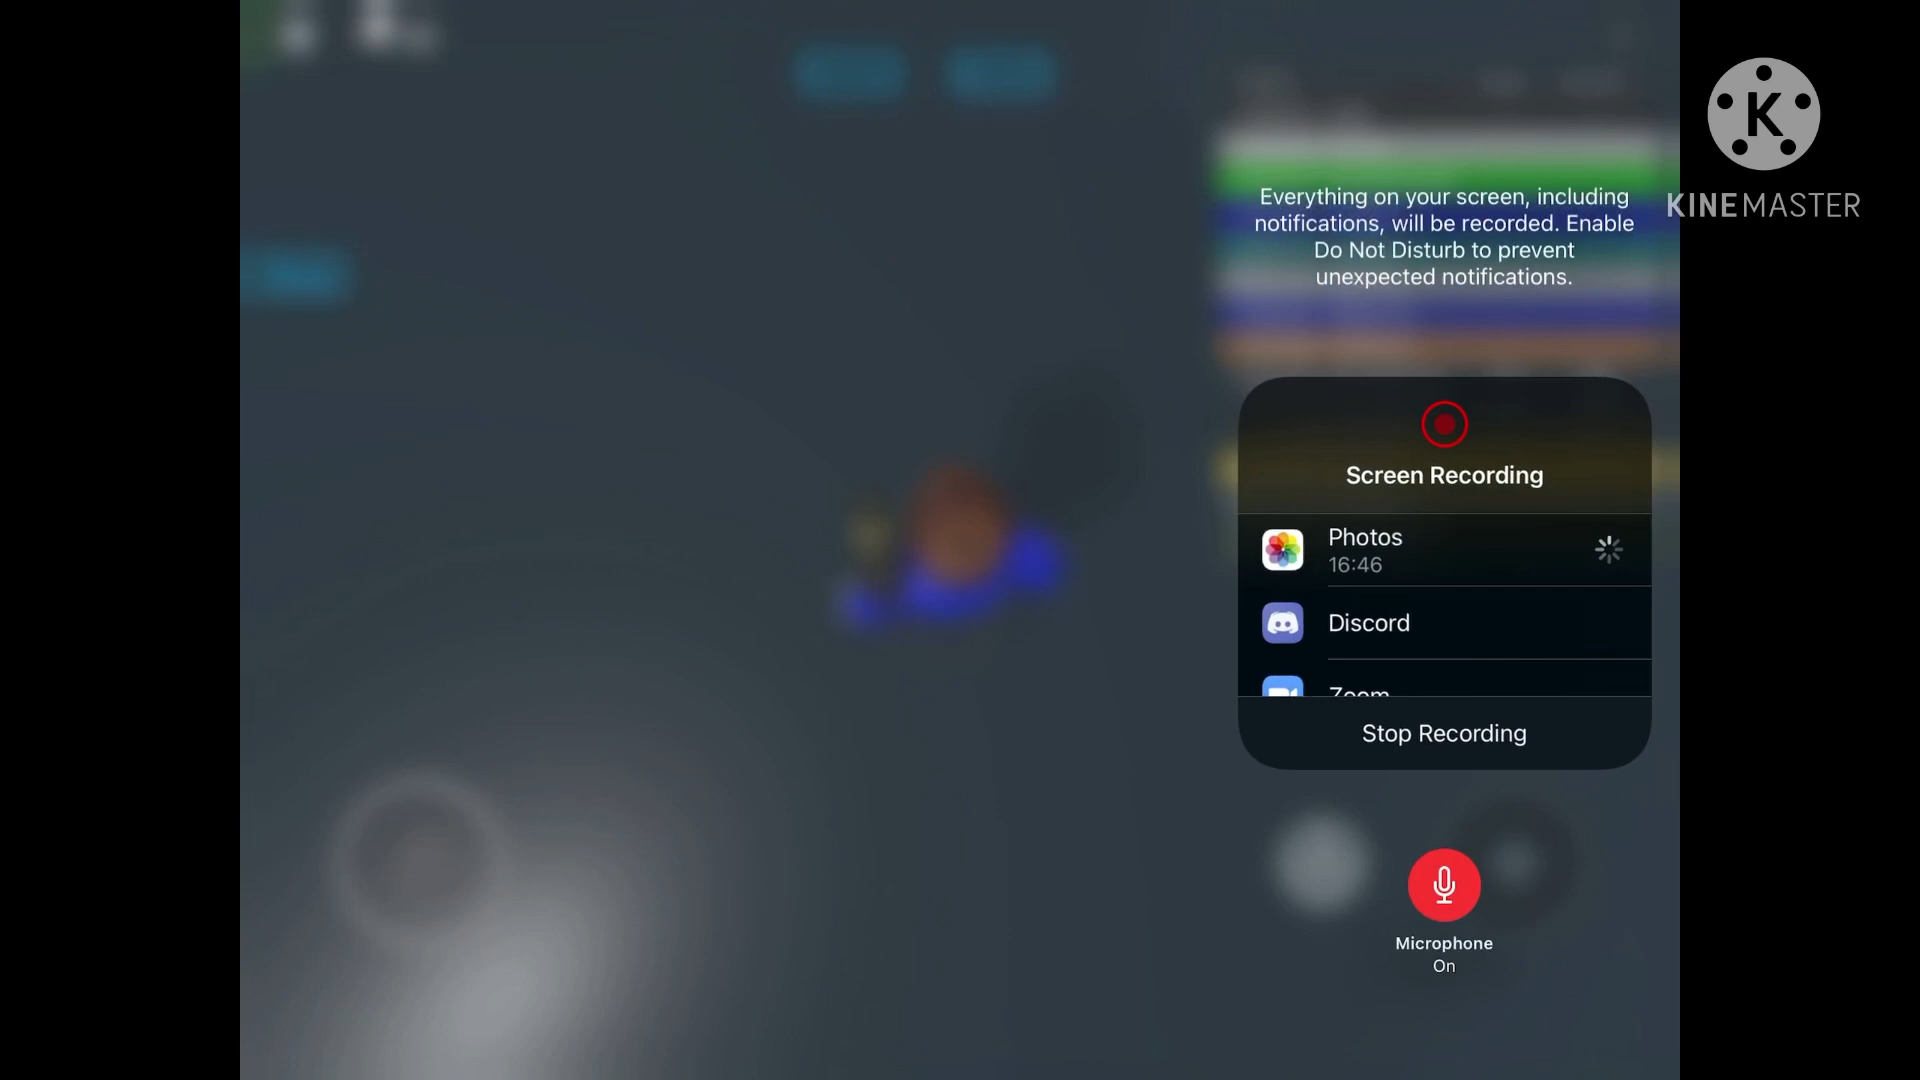 Everything on your screen, including
notifications, will be recorded. Enable
Do Not Disturb to prevent
unexpected notifications.
K
KINEMASTER
Screen Recording
Photos
16:46
Discord
Zoom
Stop Recording
Microphone
On